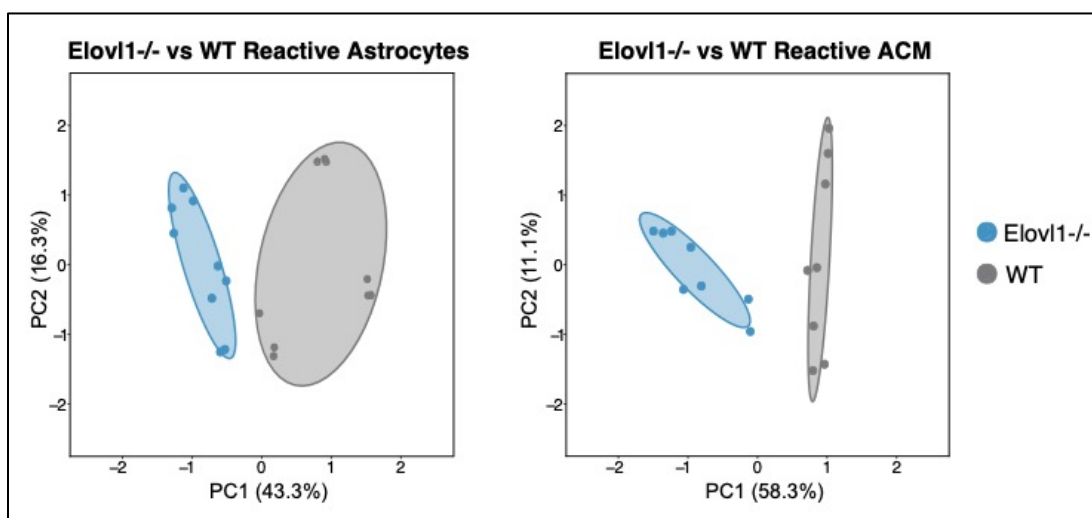 Elovl1-/- vs WT Reactive Astrocytes
PC2 (16.3%)
2
1
0
–1
–2
–2 –1 0 1 2
PC1 (43.3%)
Elovl1-/- vs WT Reactive ACM
PC2 (11.1%)
2
1
0
–1
–2
–2 –1 0 1 2
PC1 (58.3%)
Elovl1-/-
WT